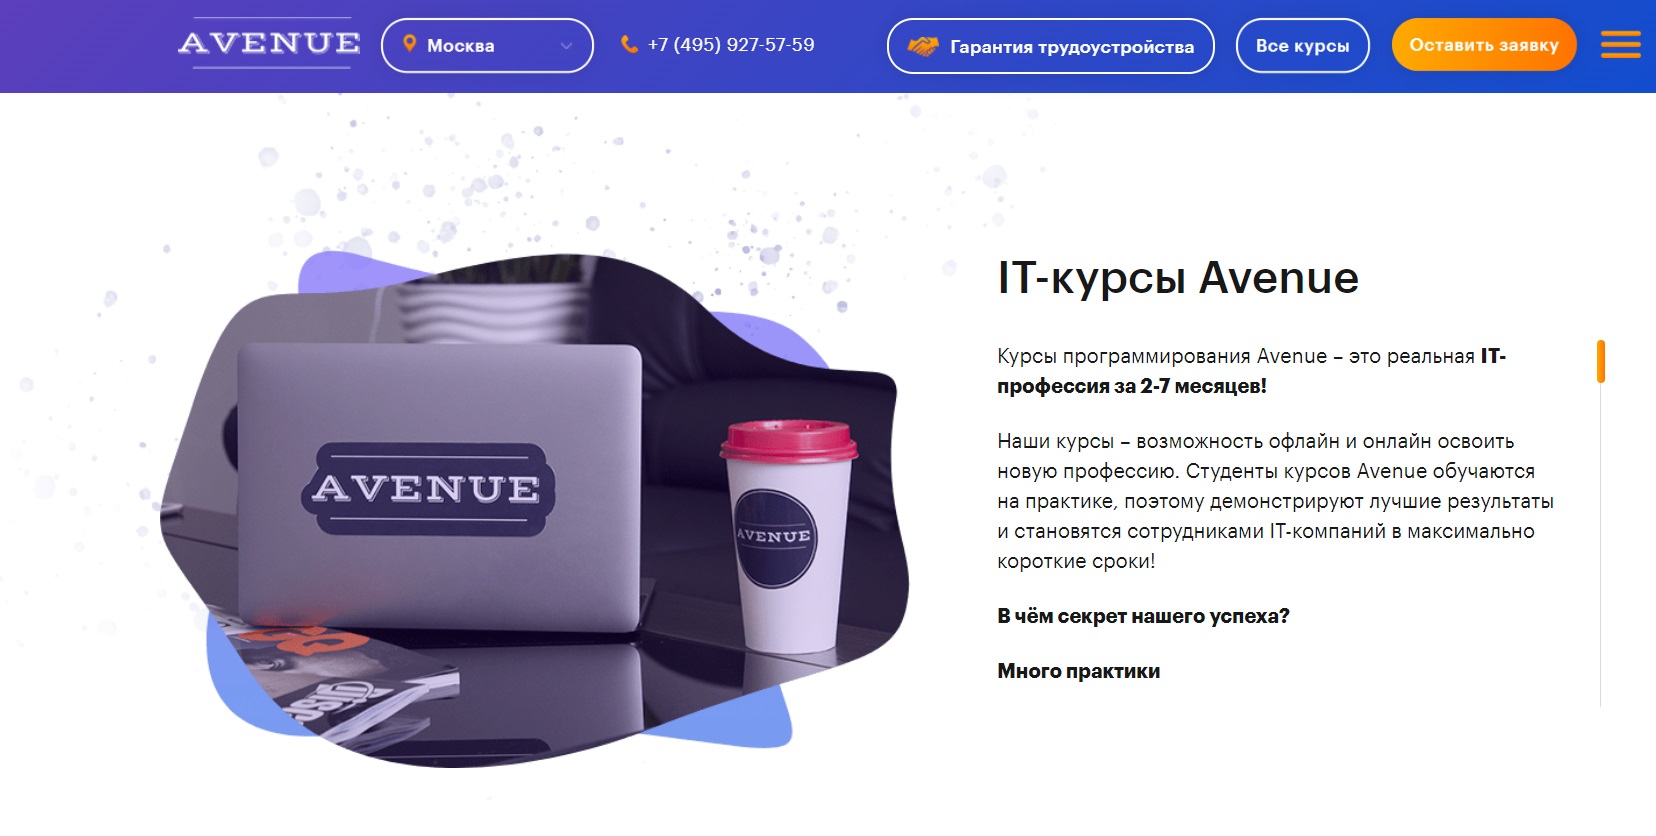 AVENUE
Москва
+7 (495) 927-57-59
Гарантия трудоустройства
Все курсы
Оставить заявку
AVENUE
AVENUE
IT-курсы Avenue
Курсы программирования Avenue – это реальная IT-
профессия за 2-7 месяцев!
Наши курсы – возможность офлайн и онлайн освоить
новую профессию. Студенты курсов Avenue обучаются
на практике, поэтому демонстрируют лучшие результаты
и становятся сотрудниками IT-компаний в максимально
короткие сроки!
В чём секрет нашего успеха?
Много практики